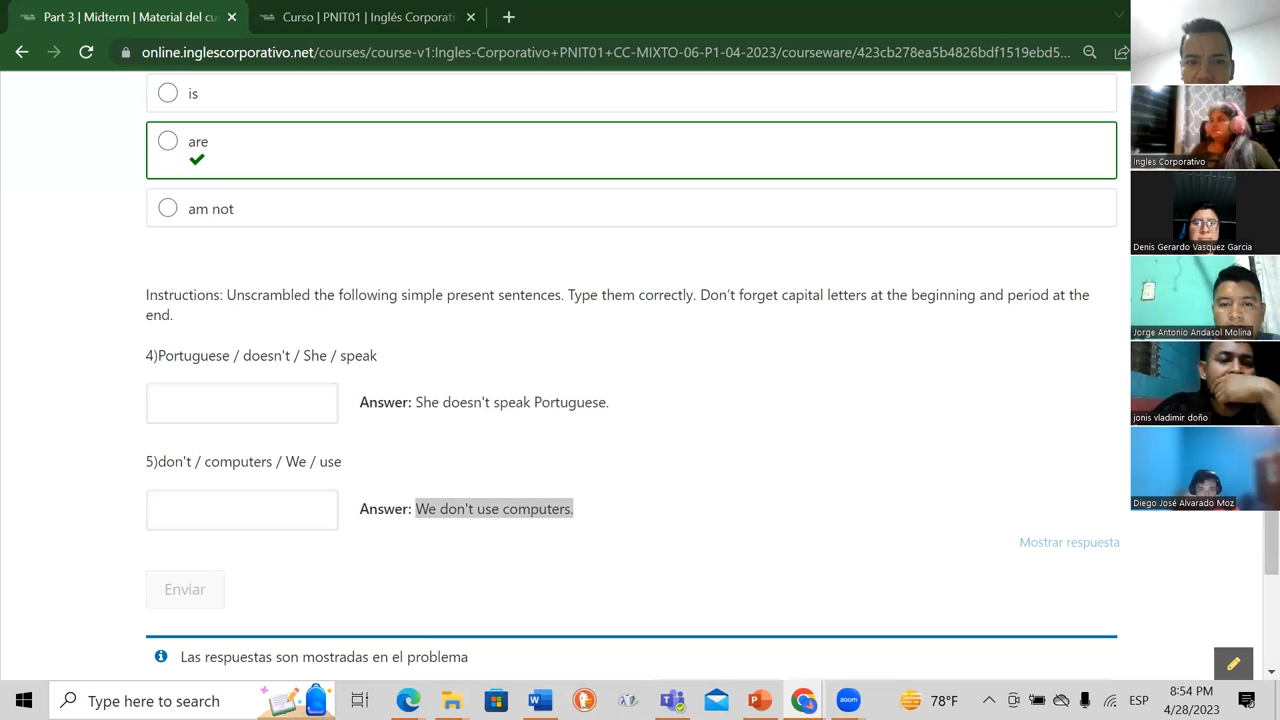 Part 3 | Midterm | Material del cu
Curso | PNIT01 | Inglés Corporati
online.inglescorporativo.net/courses/course-v1:Ingles-Corporativo+PNIT01+CC-MIXTO-06-P1-04-2023/courseware/423cb278ea5b4826bdf1519ebd5...
is
are
am not
Instructions: Unscrambled the following simple present sentences. Type them correctly. Don't forget capital letters at the beginning and period at the
end.
4)Portuguese / doesn't / She / speak
Answer: She doesn't speak Portuguese.
5)don't / computers / We / use
Answer: We don't use computers.
Mostrar respuesta
Enviar
Las respuestas son mostradas en el problema
Ingles Corporativo
Denis Gerardo Vasquez Garcia
Jorge Antonio Andasol Molina
jonis vladimir doño
Diego José Alvarado Moz
Type here to search
zoom
78°F
ESP
8:54 PM
4/28/2023